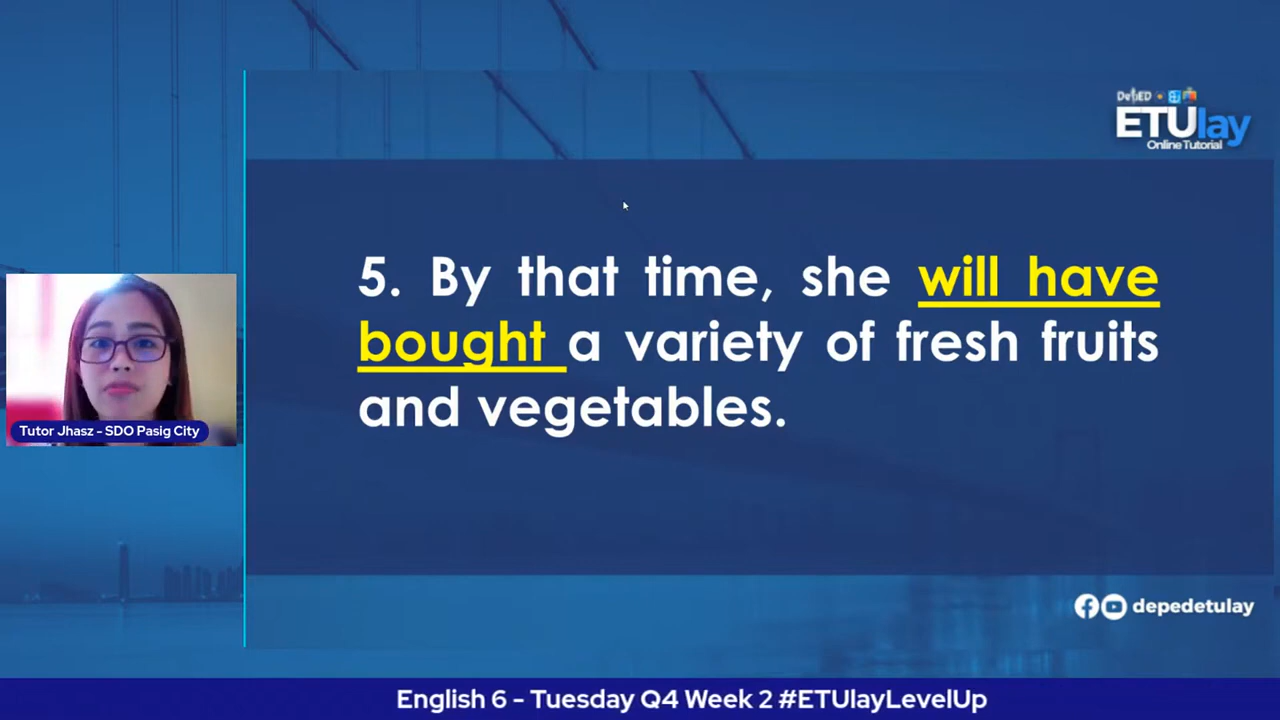 DepED
ETUlay
Online Tutorial
5. By that time, she will have
bought a variety of fresh fruits
and vegetables.
Tutor Jhasz - SDO Pasig City
depedetulay
English 6 - Tuesday Q4 Week 2 #ETUlayLevelUp